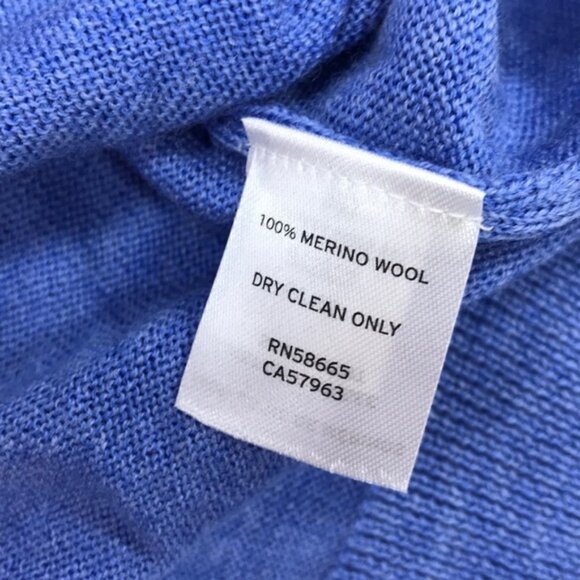 100% MERINO WOOL
DRY CLEAN ONLY
RN58665
CA57963